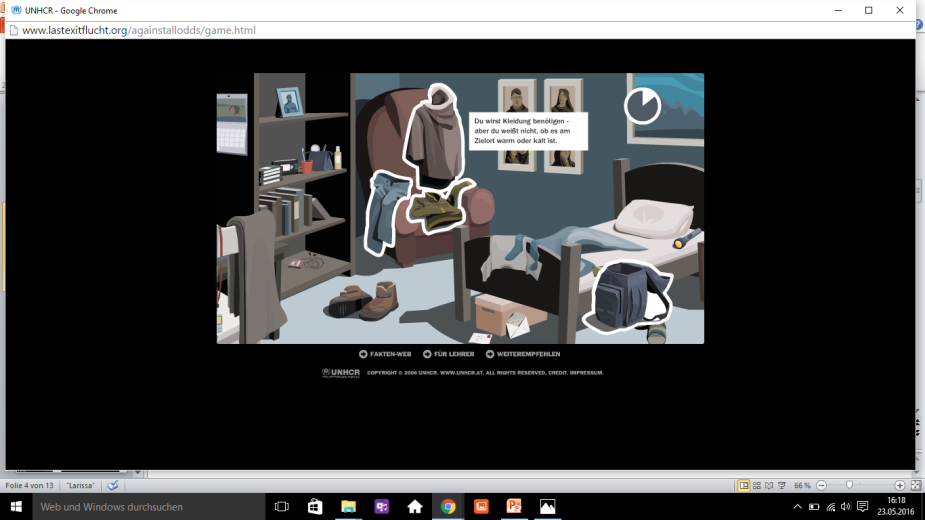 UNHCR - Google Chrome
www.lastexitflucht.org/againstallodds/game.html
Du wirst Kleidung benötigen -
aber du weißt nicht, ob es am
Zielort warm oder kalt ist.
FAKTEN-WEB FÜR LEHRER WEITEREMPFEHLEN
UNHCR COPYRIGHT © 2006 UNHCR. WWW.UNHCR.AT. ALL RIGHTS RESERVED. CREDIT. IMPRESSUM.
Folie 4 von 13 "Larissa" 66 %
Web und Windows durchsuchen
16:18
23.05.2016